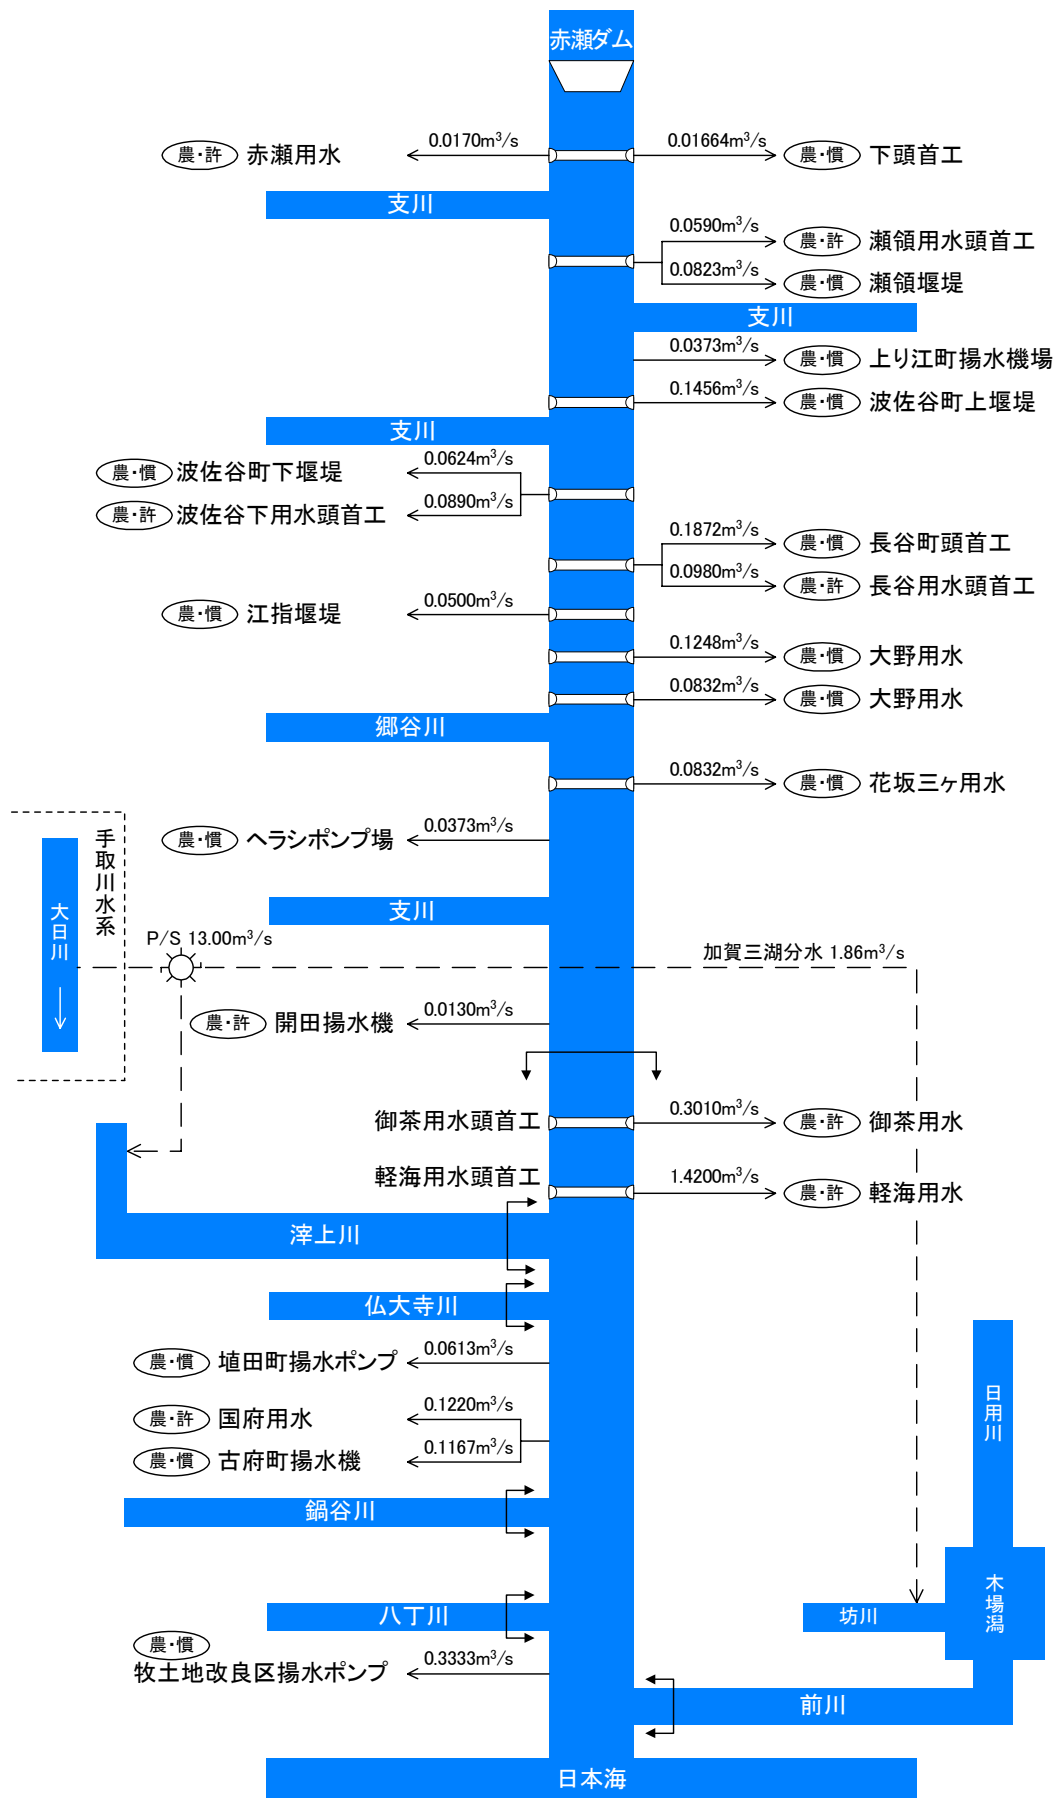 赤瀬ダム
農・許 赤瀬用水 0.0170m³/s
0.01664m³/s 農・慣 下頭首工
支川
0.0590m³/s 農・許 瀬領用水頭首工
0.0823m³/s 農・慣 瀬領堰堤
支川
0.0373m³/s 農・慣 上り江町揚水機場
0.1456m³/s 農・慣 波佐谷町上堰堤
支川
農・慣 波佐谷町下堰堤 0.0624m³/s
農・許 波佐谷下用水頭首工 0.0890m³/s
0.1872m³/s 農・慣 長谷町頭首工
0.0980m³/s 農・許 長谷用水頭首工
農・慣 江指堰堤 0.0500m³/s
0.1248m³/s 農・慣 大野用水
0.0832m³/s 農・慣 大野用水
郷谷川
0.0832m³/s 農・慣 花坂三ヶ用水
農・慣 ヘラシポンプ場 0.0373m³/s
手取川水系
大日川
支川
P/S 13.00m³/s
加賀三湖分水 1.86m³/s
農・許 開田揚水機 0.0130m³/s
御茶用水頭首工 0.3010m³/s 農・許 御茶用水
軽海用水頭首工 1.4200m³/s 農・許 軽海用水
滓上川
仏大寺川
農・慣 埴田町揚水ポンプ 0.0613m³/s
農・許 国府用水 0.1220m³/s
農・慣 古府町揚水機 0.1167m³/s
日用川
鍋谷川
木場潟
八丁川
坊川
農・慣
牧土地改良区揚水ポンプ 0.3333m³/s
前川
日本海